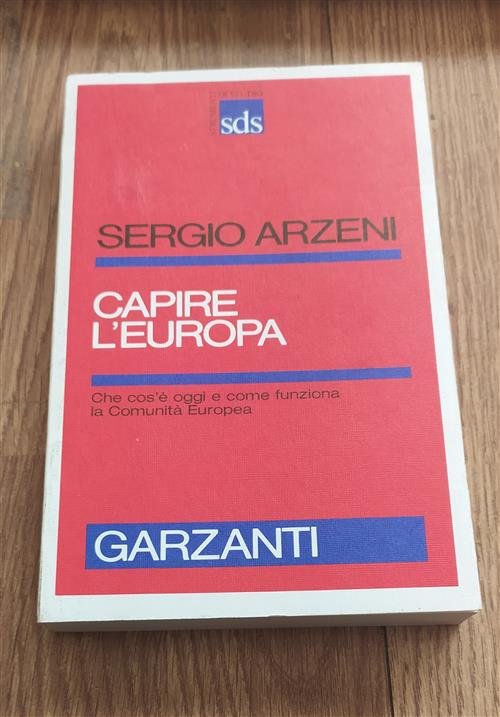 sds
SERGIO ARZENI
CAPIRE
L'EUROPA
Che cos'è oggi e come funziona
la Comunità Europea
GARZANTI